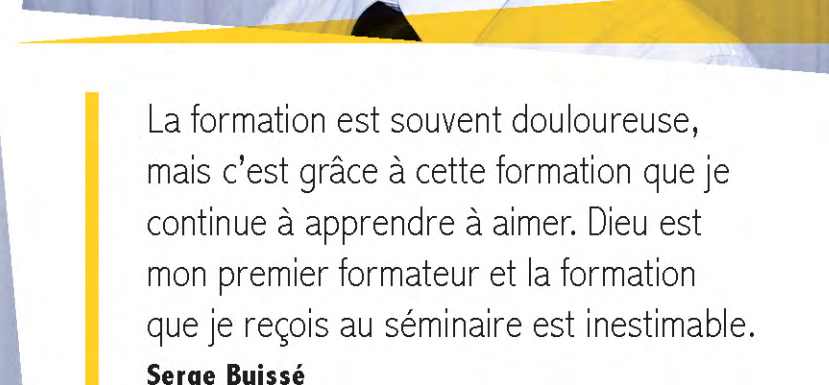 La formation est souvent douloureuse,
mais c’est grâce à cette formation que je
continue à apprendre à aimer. Dieu est
mon premier formateur et la formation
que je reçois au séminaire est inestimable.
Serge Buissé